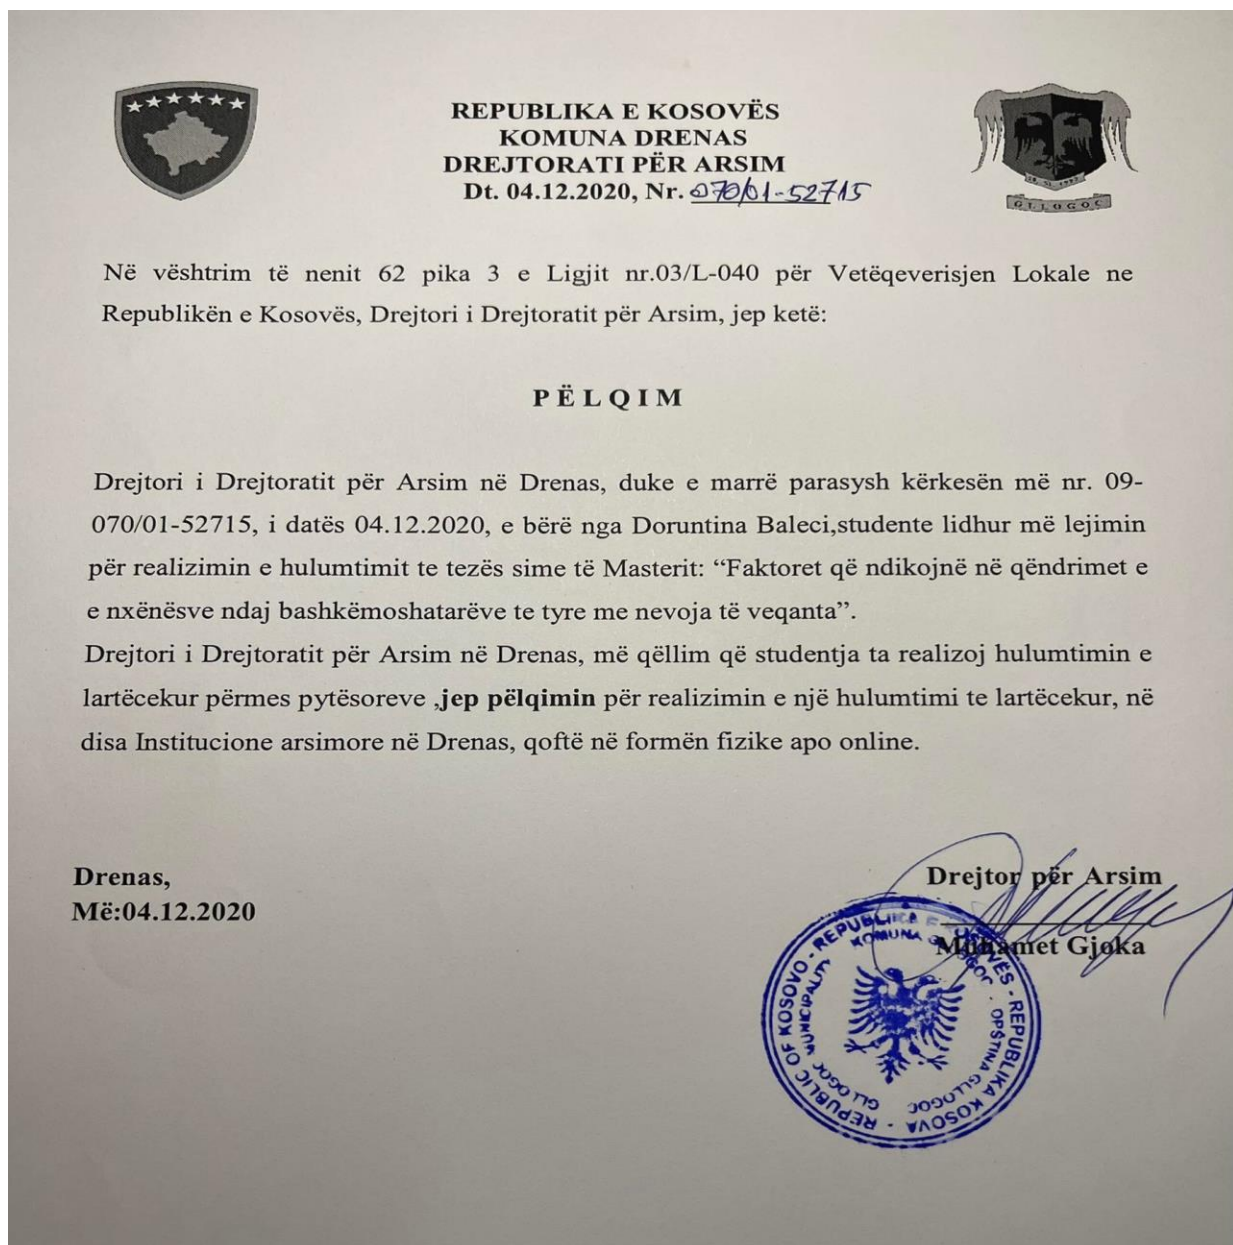 REPUBLIKA E KOSOVËS
KOMUNA DRENAS
DREJTORATI PËR ARSIM
Dt. 04.12.2020, Nr. 070/01-52715
GLLOGOC
Në vështrim të nenit 62 pika 3 e Ligjit nr.03/L-040 për Vetëqeverisjen Lokale ne
Republikën e Kosovës, Drejtori i Drejtoratit për Arsim, jep ketë:
P Ë L Q I M
Drejtori i Drejtoratit për Arsim në Drenas, duke e marrë parasysh kërkesën më nr. 09-
070/01-52715, i datës 04.12.2020, e bërë nga Doruntina Baleci,studente lidhur më lejimin
për realizimin e hulumtimit te tezës sime të Masterit: “Faktoret që ndikojnë në qëndrimet e
e nxënësve ndaj bashkëmoshatarëve te tyre me nevoja të veqanta”.
Drejtori i Drejtoratit për Arsim në Drenas, më qëllim që studentja ta realizoj hulumtimin e
lartëcekur përmes pytësoreve ,jep pëlqimin për realizimin e një hulumtimi te lartëcekur, në
disa Institucione arsimore në Drenas, qoftë në formën fizike apo online.
Drenas,
Më:04.12.2020
Drejtor për Arsim
Muhamet Gjoka
REPUBLIKA E KOSOVËS - REPUBLIKA KOSOVA - REPUBLIC OF KOSOVO
KOMUNA GLLOGOC - OPŠTINA GLLOGOC
GLLOGOC MUNICIPALITY